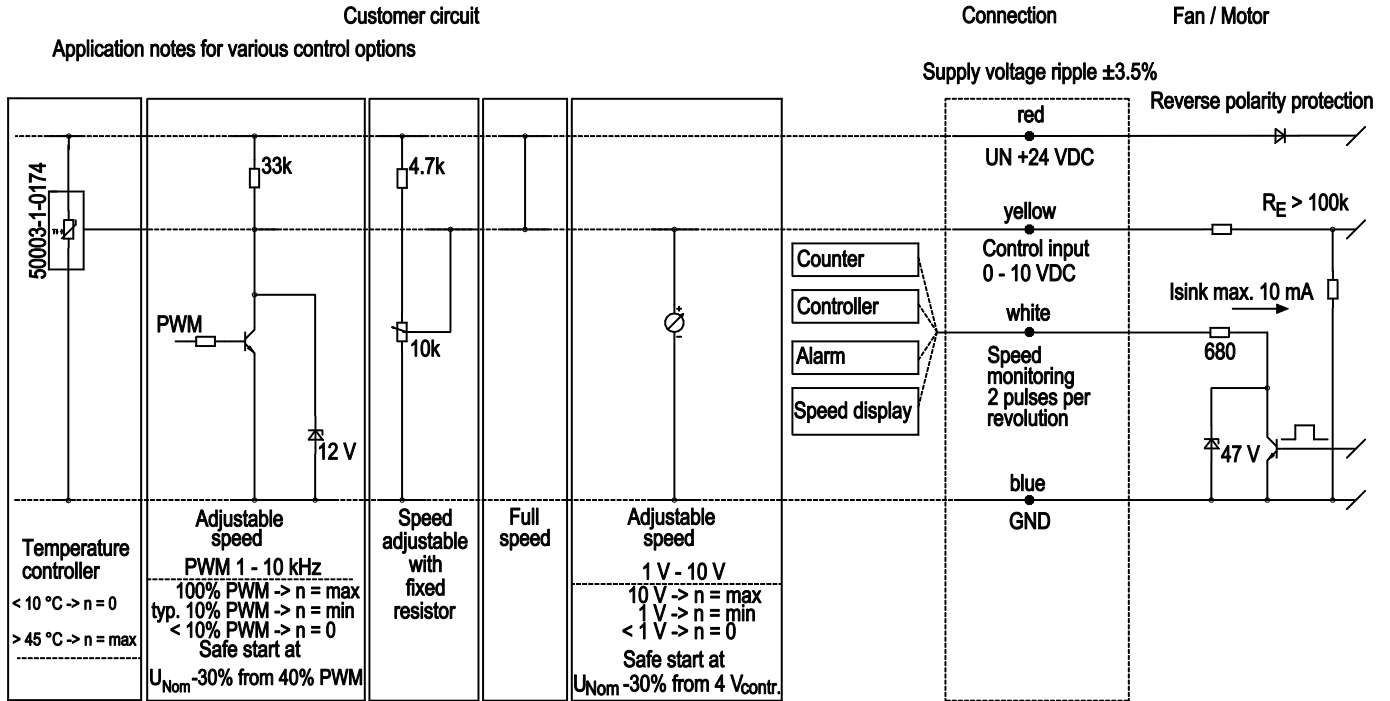 Customer circuit
Connection
Fan / Motor
Application notes for various control options
Supply voltage ripple ±3.5%
Reverse polarity protection
red
UN +24 VDC
33k
4.7k
50003-1-0174
yellow
RE > 100k
Control input
0 - 10 VDC
Counter
Controller
Alarm
Speed display
Isink max. 10 mA
white
680
Speed
monitoring
2 pulses per
revolution
PWM
+
-
10k
12 V
47 V
blue
GND
Temperature
controller
< 10 °C -> n = 0
> 45 °C -> n = max
Adjustable
speed
PWM 1 - 10 kHz
100% PWM -> n = max
typ. 10% PWM -> n = min
< 10% PWM -> n = 0
Safe start at
UNom -30% from 40% PWM
Speed
adjustable
with
fixed
resistor
Full
speed
Adjustable
speed
1 V - 10 V
10 V -> n = max
1 V -> n = min
< 1 V -> n = 0
Safe start at
UNom -30% from 4 Vcontr.